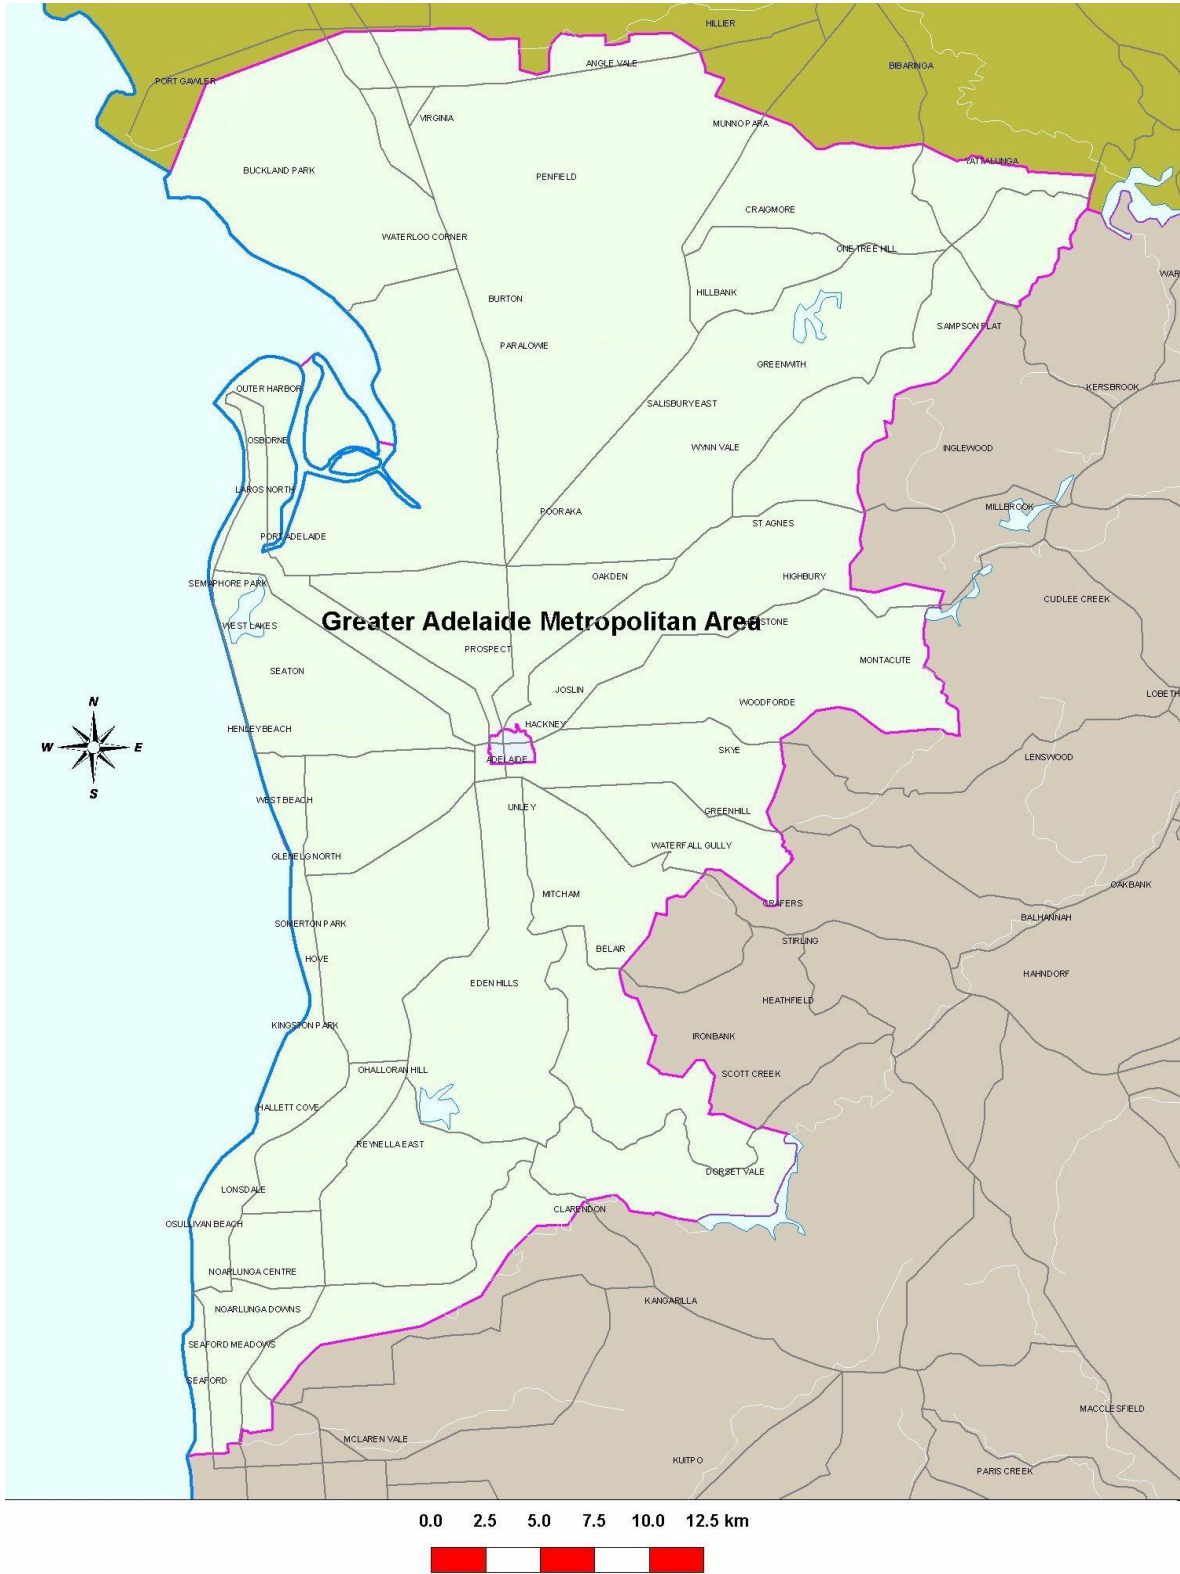 HILLIER
ANGLE VALE
BIBARINGA
PORT GAWLER
VIRGINIA
MUNNO PARA
YATTALUNGA
BUCKLAND PARK
PENFIELD
CRAIGMORE
WATERLOO CORNER
ONE TREE HILL
WAR
HILLBANK
BURTON
SAMPSON FLAT
PARALOWIE
GREENWITH
OUTER HARBOR
KERSBROOK
SALISBURY EAST
OSBORNE
WYNN VALE
INGLEWOOD
LARGS NORTH
MILLBROOK
POORAKA
ST AGNES
PORT ADELAIDE
SEMAPHORE PARK
OAKDEN
HIGHBURY
CUDLEE CREEK
Greater Adelaide Metropolitan Area
WEST LAKES
PROSPECT
MONTACUTE
SEATON
JOSLIN
LOBETH
WOODFORDE
HENLEY BEACH
HACKNEY
N
W
E
S
SKYE
ADELAIDE
LENSWOOD
WEST BEACH
UNLEY
GREENHILL
WATERFALL GULLY
GLENELG NORTH
OAKBANK
MITCHAM
CRAFERS
BALHANNAH
SOMERTON PARK
STIRLING
BELAIR
HOVE
HAHNDORF
EDEN HILLS
HEATHFIELD
KINGSTON PARK
IRONBANK
OHALLORAN HILL
SCOTT CREEK
HALLETT COVE
REYNELLA EAST
DORSET VALE
LONSDALE
CLARENDON
OSULLIVAN BEACH
NOARLUNGA CENTRE
KANGARILLA
NOARLUNGA DOWNS
SEAFORD MEADOWS
SEAFORD
MACCLESFIELD
MCLAREN VALE
KUITPO
PARIS CREEK
0.0 2.5 5.0 7.5 10.0 12.5 km